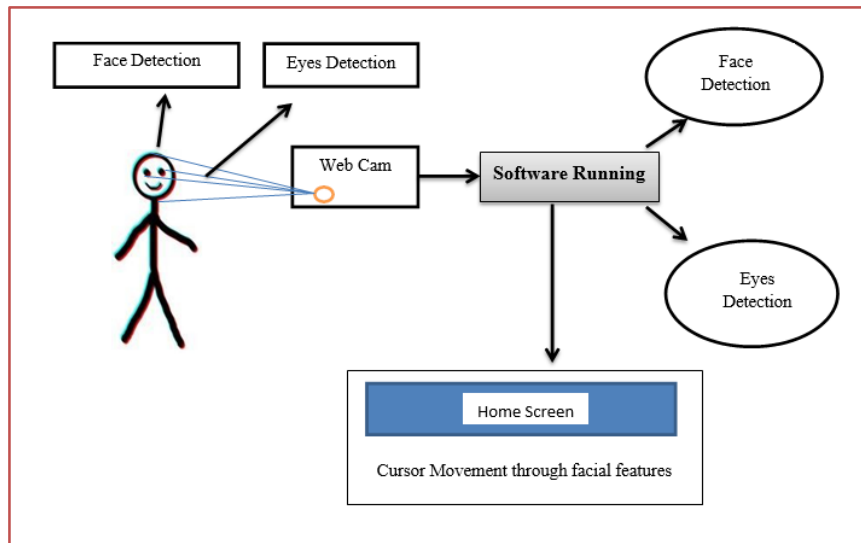 Face Detection
Eyes Detection
Face
Detection
Web Cam
Software Running
Eyes
Detection
Home Screen
Cursor Movement through facial features